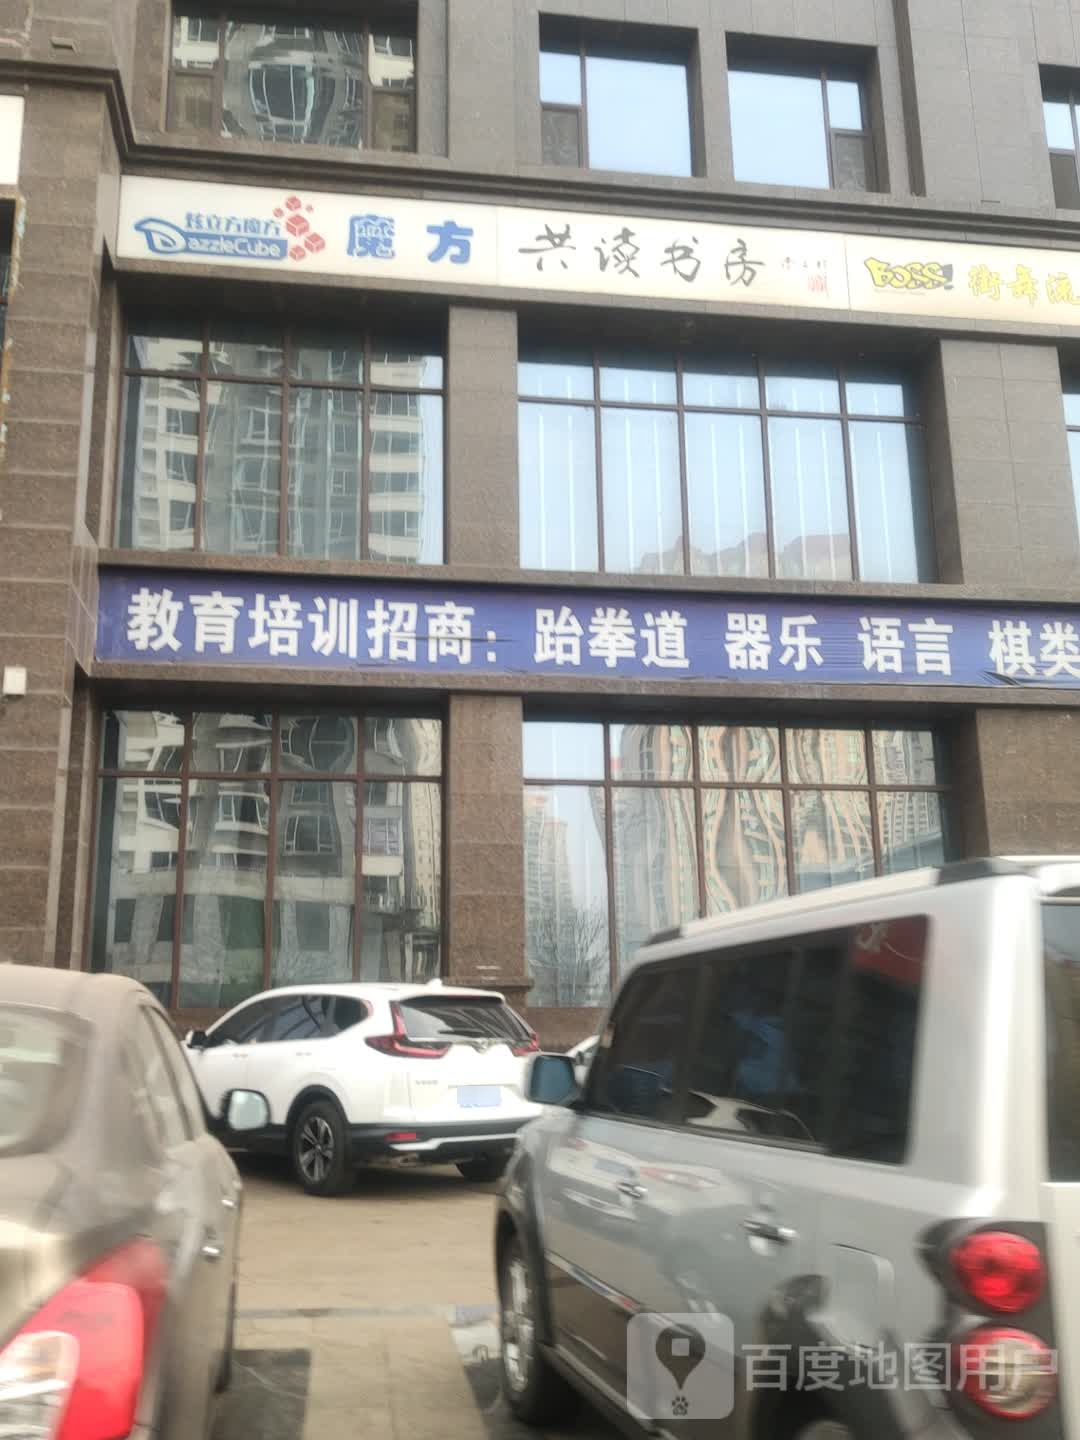 炫立方魔方
DazzleCube
魔方
共读书房
BOSS
街舞流
教育培训招商：跆拳道 器乐 语言 棋类
百度地图用户